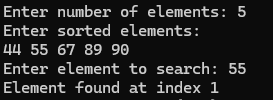 Enter number of elements: 5
Enter sorted elements:
44 55 67 89 90
Enter element to search: 55
Element found at index 1